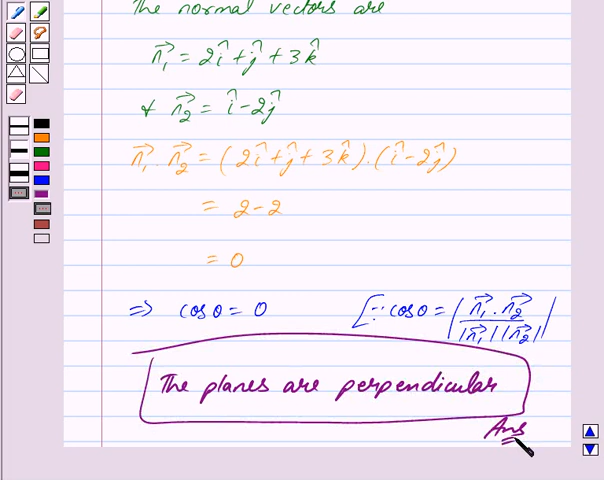 The normal vectors are
n₁⃗ = 2î + ĵ + 3k̂
& n₂⃗ = î - 2ĵ
n₁⃗ . n₂⃗ = (2î + ĵ + 3k̂) . (î - 2ĵ)
= 2 - 2
= 0
⇒ cos θ = 0 [∵ cos θ = | n₁⃗ . n₂⃗ / |n₁⃗| |n₂⃗| |
The planes are perpendicular
Ans